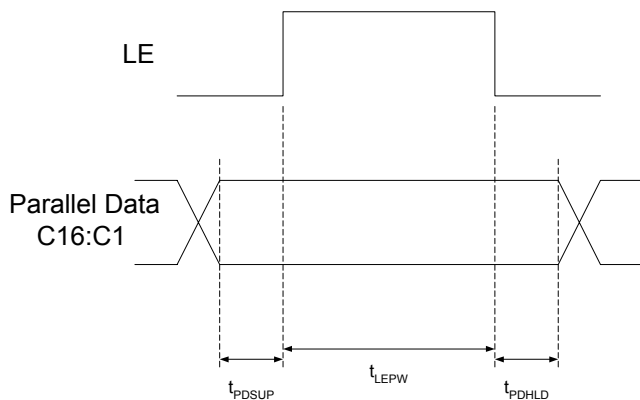 LE
Parallel Data
C16:C1
tPDSUP
tLEPW
tPDHLD